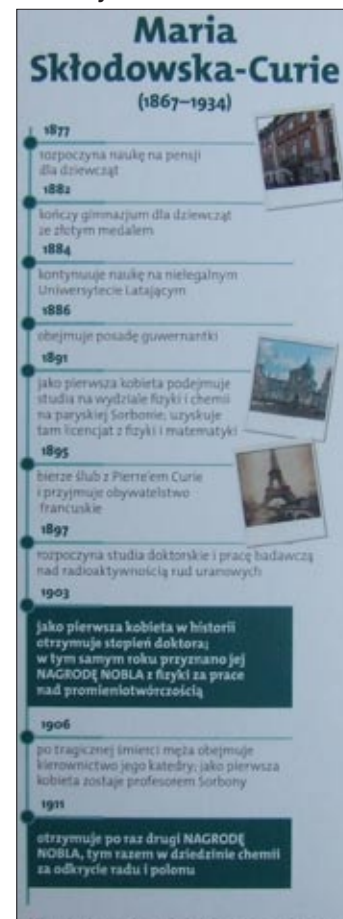 Maria
Skłodowska-Curie
(1867–1934)
1877
rozpoczyna naukę na pensji
dla dziewcząt
1882
kończy gimnazjum dla dziewcząt
ze złotym medalem
1884
kontynuuje naukę na nielegalnym
Uniwersytecie Latającym
1886
obejmuje posadę guwernantki
1891
jako pierwsza kobieta podejmuje
studia na wydziale fizyki i chemii
na paryskiej Sorbonie; uzyskuje
tam licencjat z fizyki i matematyki
1895
bierze ślub z Pierre'em Curie
i przyjmuje obywatelstwo
francuskie
1897
rozpoczyna studia doktorskie i pracę badawczą
nad radioaktywnością rud uranowych
1903
jako pierwsza kobieta w historii
otrzymuje stopień doktora;
w tym samym roku przyznano jej
NAGRODĘ NOBLA z fizyki za prace
nad promieniotwórczością
1906
po tragicznej śmierci męża obejmuje
kierownictwo jego katedry; jako pierwsza
kobieta zostaje profesorem Sorbony
1911
otrzymuje po raz drugi NAGRODĘ
NOBLA, tym razem w dziedzinie chemii
za odkrycie radu i polonu